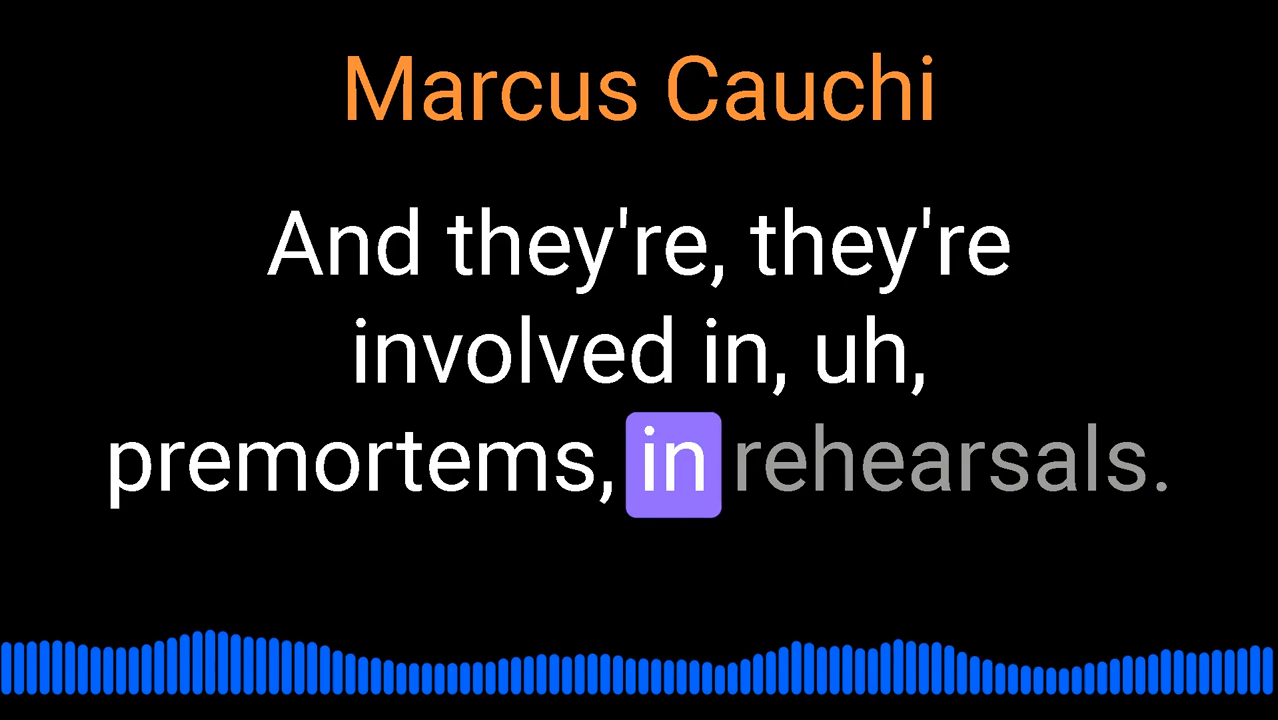 Marcus Cauchi
And they're, they're
involved in, uh,
premortems, in rehearsals.